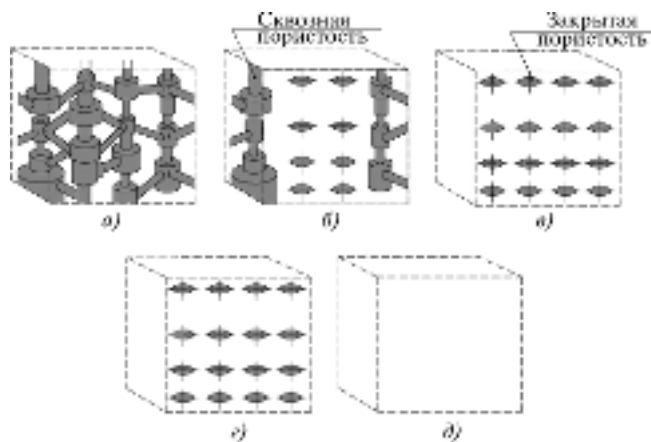 Сквозная
пористость
Закрытая
пористость
а)
б)
в)
г)
д)